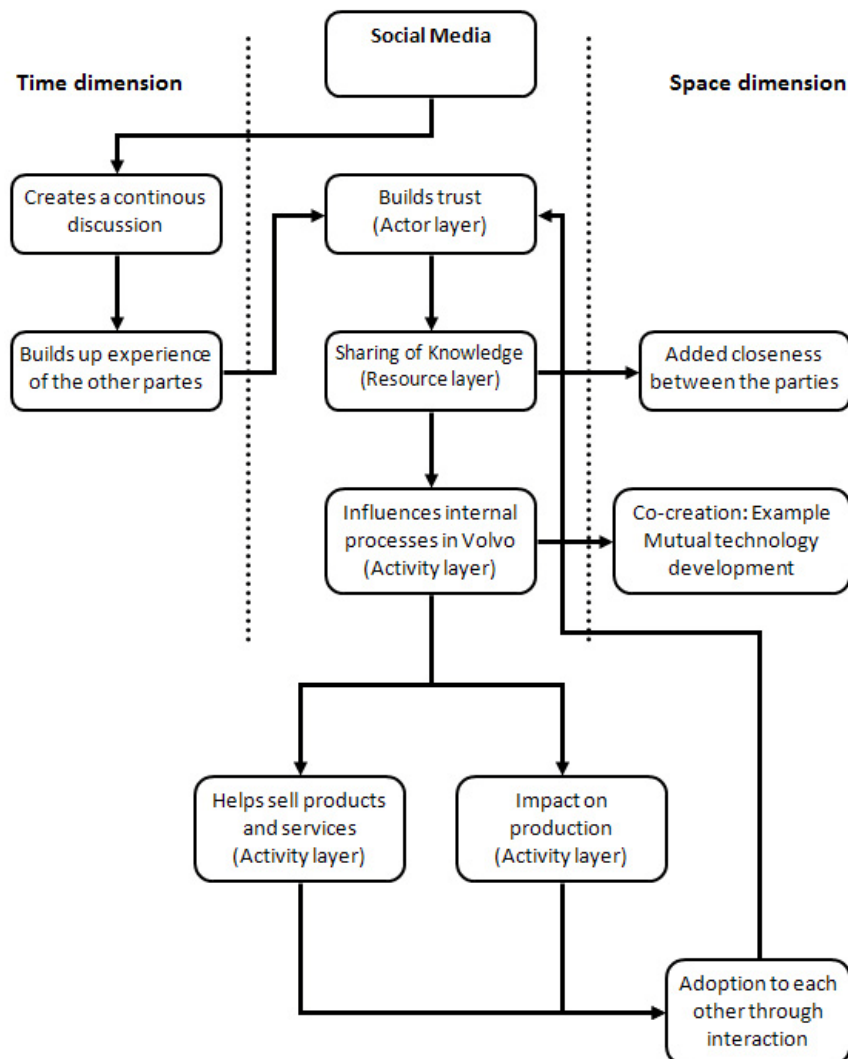 Social Media
Time dimension
Space dimension
Creates a continous
discussion
Builds trust
(Actor layer)
Builds up experience
of the other partes
Sharing of Knowledge
(Resource layer)
Added closeness
between the parties
Influences internal
processes in Volvo
(Activity layer)
Co-creation: Example
Mutual technology
development
Helps sell products
and services
(Activity layer)
Impact on
production
(Activity layer)
Adoption to each
other through
interaction